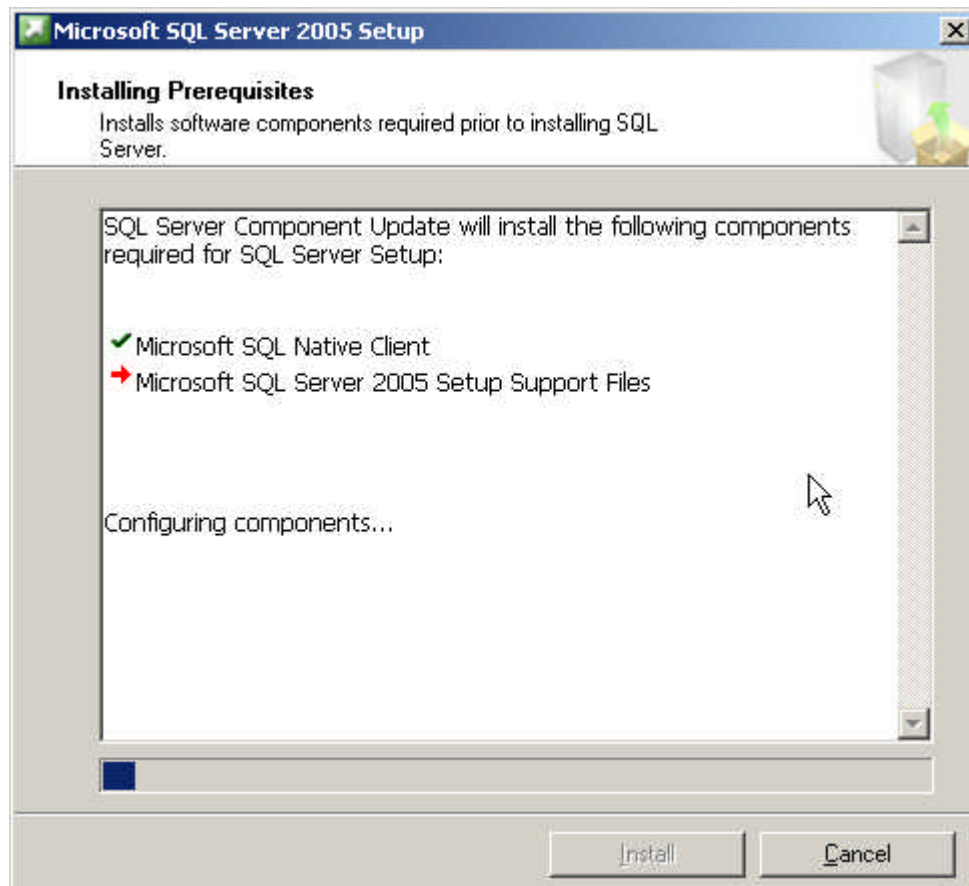 Microsoft SQL Server 2005 Setup
Installing Prerequisites
Installs software components required prior to installing SQL
Server.
SQL Server Component Update will install the following components
required for SQL Server Setup:
Microsoft SQL Native Client
Microsoft SQL Server 2005 Setup Support Files
Configuring components...
Install
Cancel